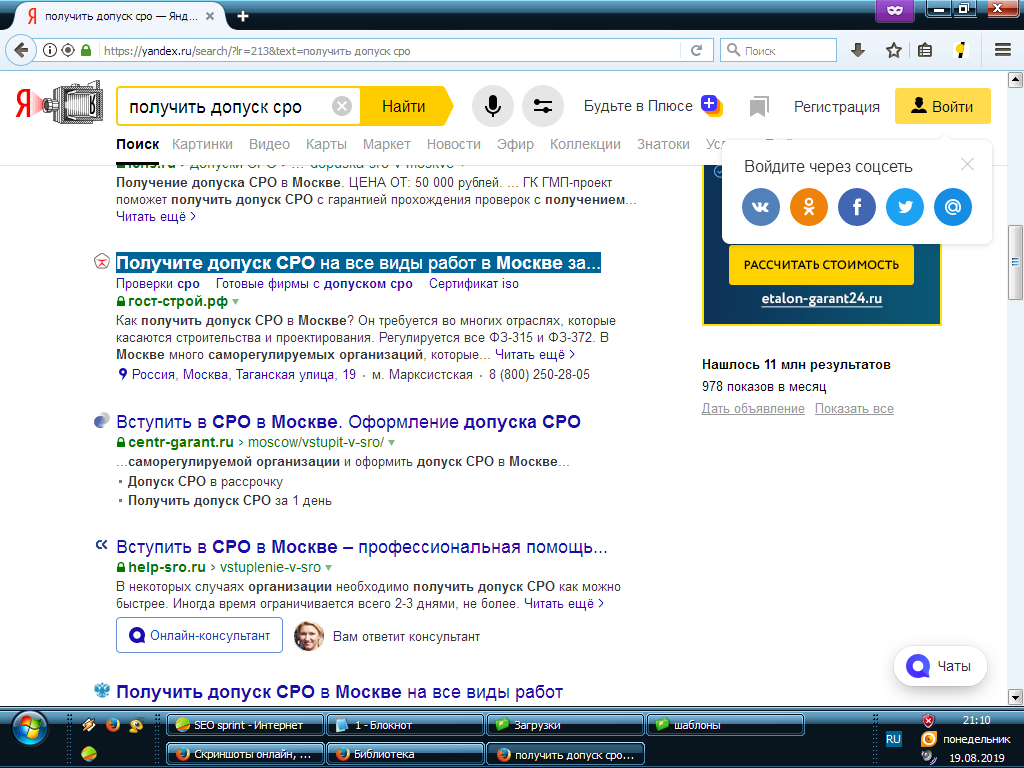 получить допуск сро — Янд...
https://yandex.ru/search/?lr=213&text=получить допуск сро
Поиск
Я
получить допуск сро
Найти
Будьте в Плюсе
Регистрация
Войти
Поиск Картинки Видео Карты Маркет Новости Эфир Коллекции Знатоки
Войдите через соцсеть
Получение допуска СРО в Москве. ЦЕНА ОТ: 50 000 рублей. ... ГК ГМП-проект
поможет получить допуск СРО с гарантией прохождения проверок с получением...
Читать ещё >
Получите допуск СРО на все виды работ в Москве за...
Проверки сро Готовые фирмы с допуском сро Сертификат iso
гост-строй.рф
Как получить допуск СРО в Москве? Он требуется во многих отраслях, которые
касаются строительства и проектирования. Регулируется все ФЗ-315 и ФЗ-372. В
Москве много саморегулируемых организаций, которые... Читать ещё >
Россия, Москва, Таганская улица, 19 · м. Марксистская · 8 (800) 250-28-05
РАССЧИТАТЬ СТОИМОСТЬ
etalon-garant24.ru
Нашлось 11 млн результатов
978 показов в месяц
Дать объявление Показать все
Вступить в СРО в Москве. Оформление допуска СРО
centr-garant.ru > moscow/vstupit-v-sro/
...саморегулируемой организации и оформить допуск СРО в Москве...
· Допуск СРО в рассрочку
· Получить допуск СРО за 1 день
Вступить в СРО в Москве – профессиональная помощь...
help-sro.ru > vstuplenie-v-sro
В некоторых случаях организации необходимо получить допуск СРО как можно
быстрее. Иногда время ограничивается всего 2-3 днями, не более. Читать ещё >
Онлайн-консультант
Вам ответит консультант
Чаты
Получить допуск СРО в Москве на все виды работ
SEO sprint - Интернет
1 - Блокнот
Загрузки
шаблоны
Скриншоты онлайн, ...
Библиотека
получить допуск сро...
RU
21:10
понедельник
19.08.2019